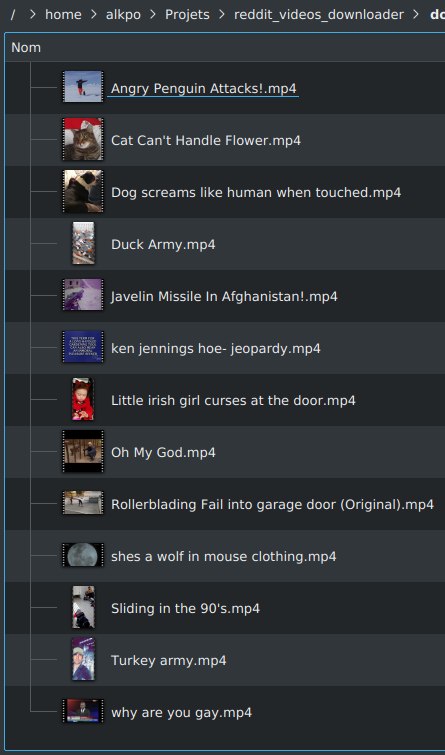 / > home > alkpo > Projets > reddit_videos_downloader > do
Nom
Angry Penguin Attacks!.mp4
Cat Can't Handle Flower.mp4
Dog screams like human when touched.mp4
Duck Army.mp4
Javelin Missile In Afghanistan!.mp4
ken jennings hoe- jeopardy.mp4
Little irish girl curses at the door.mp4
Oh My God.mp4
Rollerblading Fail into garage door (Original).mp4
shes a wolf in mouse clothing.mp4
Sliding in the 90's.mp4
Turkey army.mp4
why are you gay.mp4